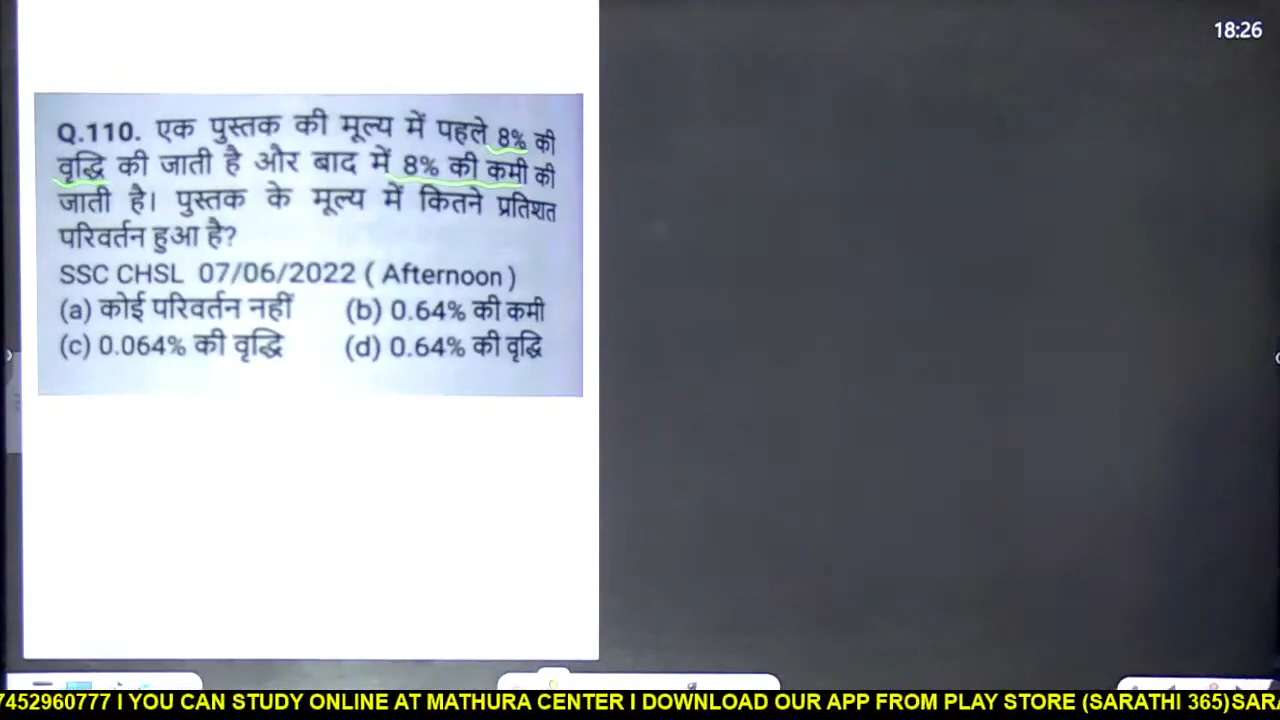 18:26
Q.110. एक पुस्तक की मूल्य में पहले 8% की
वृद्धि की जाती है और बाद में 8% की कमी की
जाती है। पुस्तक के मूल्य में कितने प्रतिशत
परिवर्तन हुआ है?
SSC CHSL 07/06/2022 ( Afternoon )
(a) कोई परिवर्तन नहीं (b) 0.64% की कमी
(c) 0.064% की वृद्धि (d) 0.64% की वृद्धि
7452960777 I YOU CAN STUDY ONLINE AT MATHURA CENTER I DOWNLOAD OUR APP FROM PLAY STORE (SARATHI 365)SARA